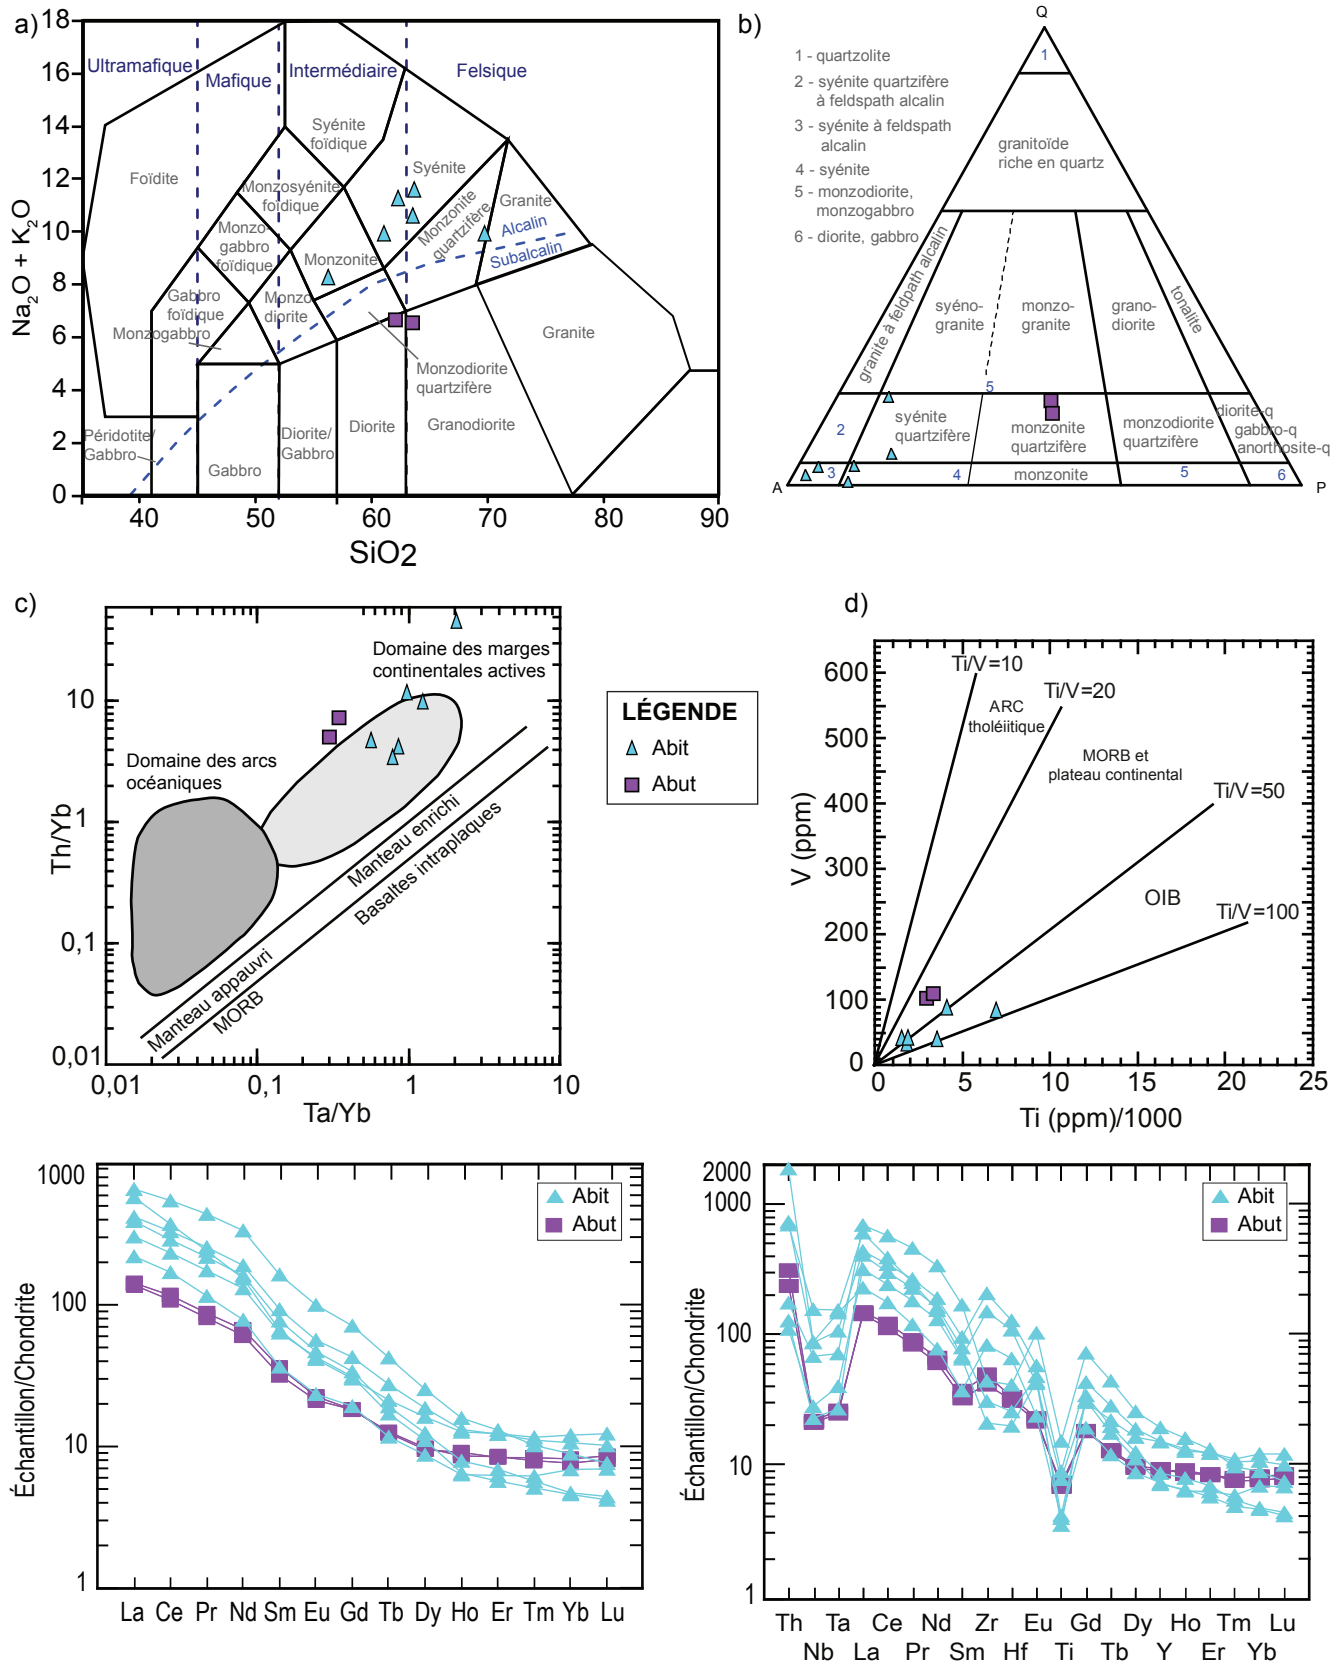 a)
Na2O + K2O
18
16
14
12
10
8
6
4
2
0
40
50
60
70
80
90
SiO2
Ultramafique
Mafique
Intermédiaire
Felsique
Foïdite
Syénite
foïdique
Syénite
Monzosyénite
foïdique
Monzo-
gabbro
foïdique
Monzonite
Monzonite
quartzifère
Granite
Alcalin
Subalcalin
Gabbro
foïdique
Monzo
diorite
Monzogabbro
Monzodiorite
quartzifère
Granite
Péridotite/
Gabbro
Gabbro
Diorite/
Gabbro
Diorite
Granodiorite
b)
Q
A
P
1
1 - quartzolite
2 - syénite quartzifère
à feldspath alcalin
3 - syénite à feldspath
alcalin
4 - syénite
5 - monzodiorite,
monzogabbro
6 - diorite, gabbro
granitoïde
riche en quartz
granite à feldpath alcalin
syéno-
granite
monzo-
granite
grano-
diorite
tonalite
5
2
syénite
quartzifère
monzonite
quartzifère
monzodiorite
quartzifère
diorite-q
gabbro-q
anorthosite-q
3
4
monzonite
5
6
c)
Th/Yb
10
1
0,1
0,01
0,01
0,1
1
10
Ta/Yb
Domaine des marges
continentales actives
Domaine des arcs
océaniques
Manteau enrichi
Basaltes intraplaques
Manteau appauvri
MORB
LÉGENDE
Abit
Abut
d)
V (ppm)
600
500
400
300
200
100
0
0
5
10
15
20
25
Ti (ppm)/1000
Ti/V=10
Ti/V=20
ARC
tholéiitique
MORB et
plateau continental
Ti/V=50
OIB
Ti/V=100
Échantillon/Chondrite
1000
100
10
1
Abit
Abut
La Ce Pr Nd Sm Eu Gd Tb Dy Ho Er Tm Yb Lu
Échantillon/Chondrite
2000
1000
100
10
1
Abit
Abut
Th Ta Ce Nd Zr Eu Gd Dy Ho Tm Lu
Nb La Pr Sm Hf Ti Tb Y Er Yb